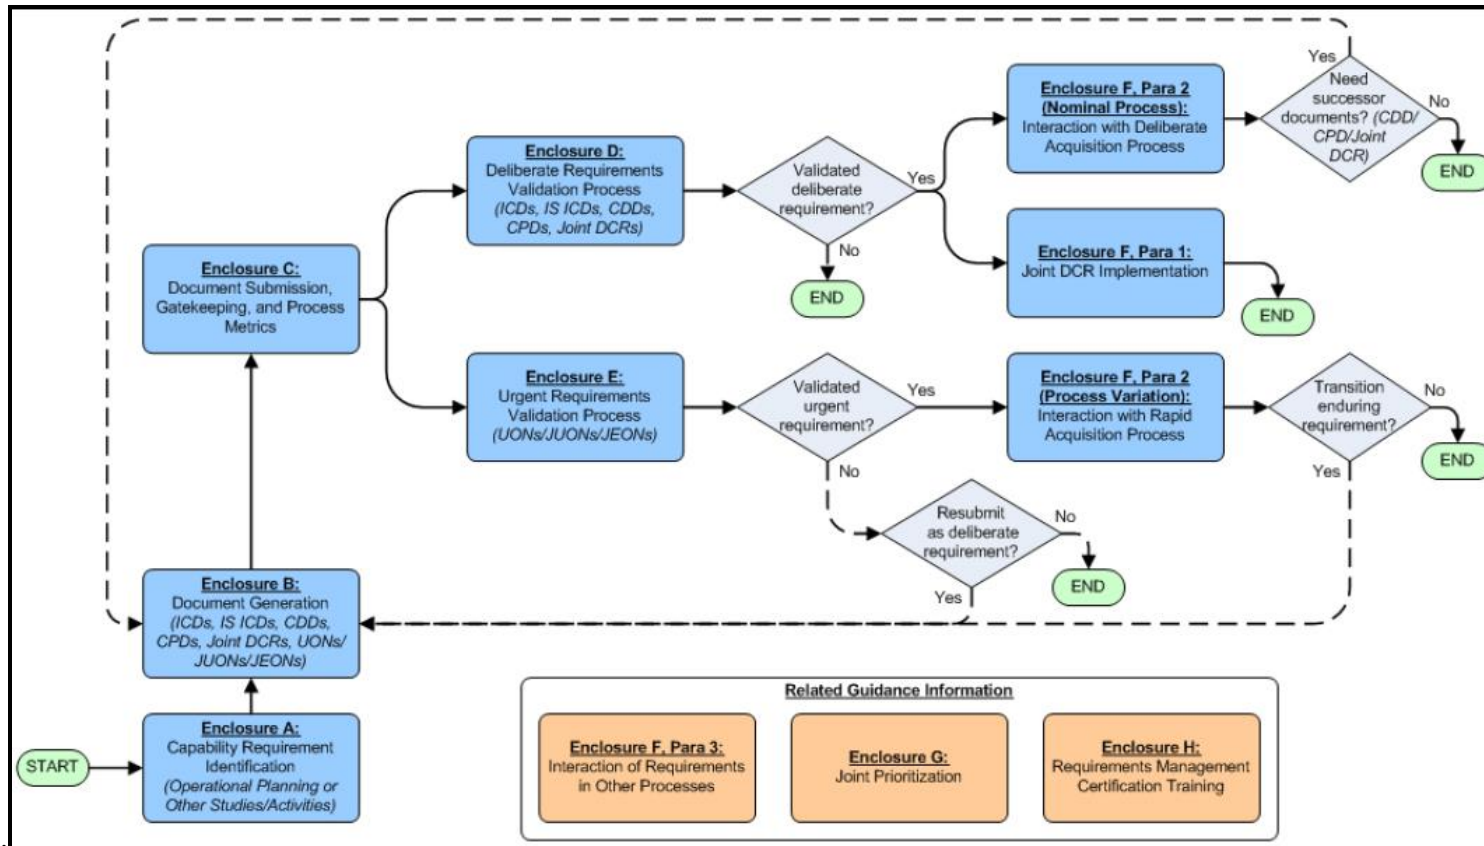 START
Enclosure A:
Capability Requirement
Identification
(Operational Planning or
Other Studies/Activities)
Enclosure B:
Document Generation
(ICDs, IS ICDs, CDDs,
CPDs, Joint DCRs, UONs/
JUONs/JEONs)
Enclosure C:
Document Submission,
Gatekeeping, and Process
Metrics
Enclosure D:
Deliberate Requirements
Validation Process
(ICDs, IS ICDs, CDDs,
CPDs, Joint DCRs)
Validated
deliberate
requirement?
Yes
No
END
Enclosure F, Para 2
(Nominal Process):
Interaction with Deliberate
Acquisition Process
Yes
Need
successor
documents? (CDD/
CPD/Joint
DCR)
No
END
Enclosure F, Para 1:
Joint DCR Implementation
END
Enclosure E:
Urgent Requirements
Validation Process
(UONs/JUONs/JEONs)
Validated
urgent
requirement?
Yes
No
Enclosure F, Para 2
(Process Variation):
Interaction with Rapid
Acquisition Process
Transition
enduring
requirement?
No
END
Yes
Resubmit
as deliberate
requirement?
No
END
Yes
Related Guidance Information
Enclosure F, Para 3:
Interaction of Requirements
in Other Processes
Enclosure G:
Joint Prioritization
Enclosure H:
Requirements Management
Certification Training